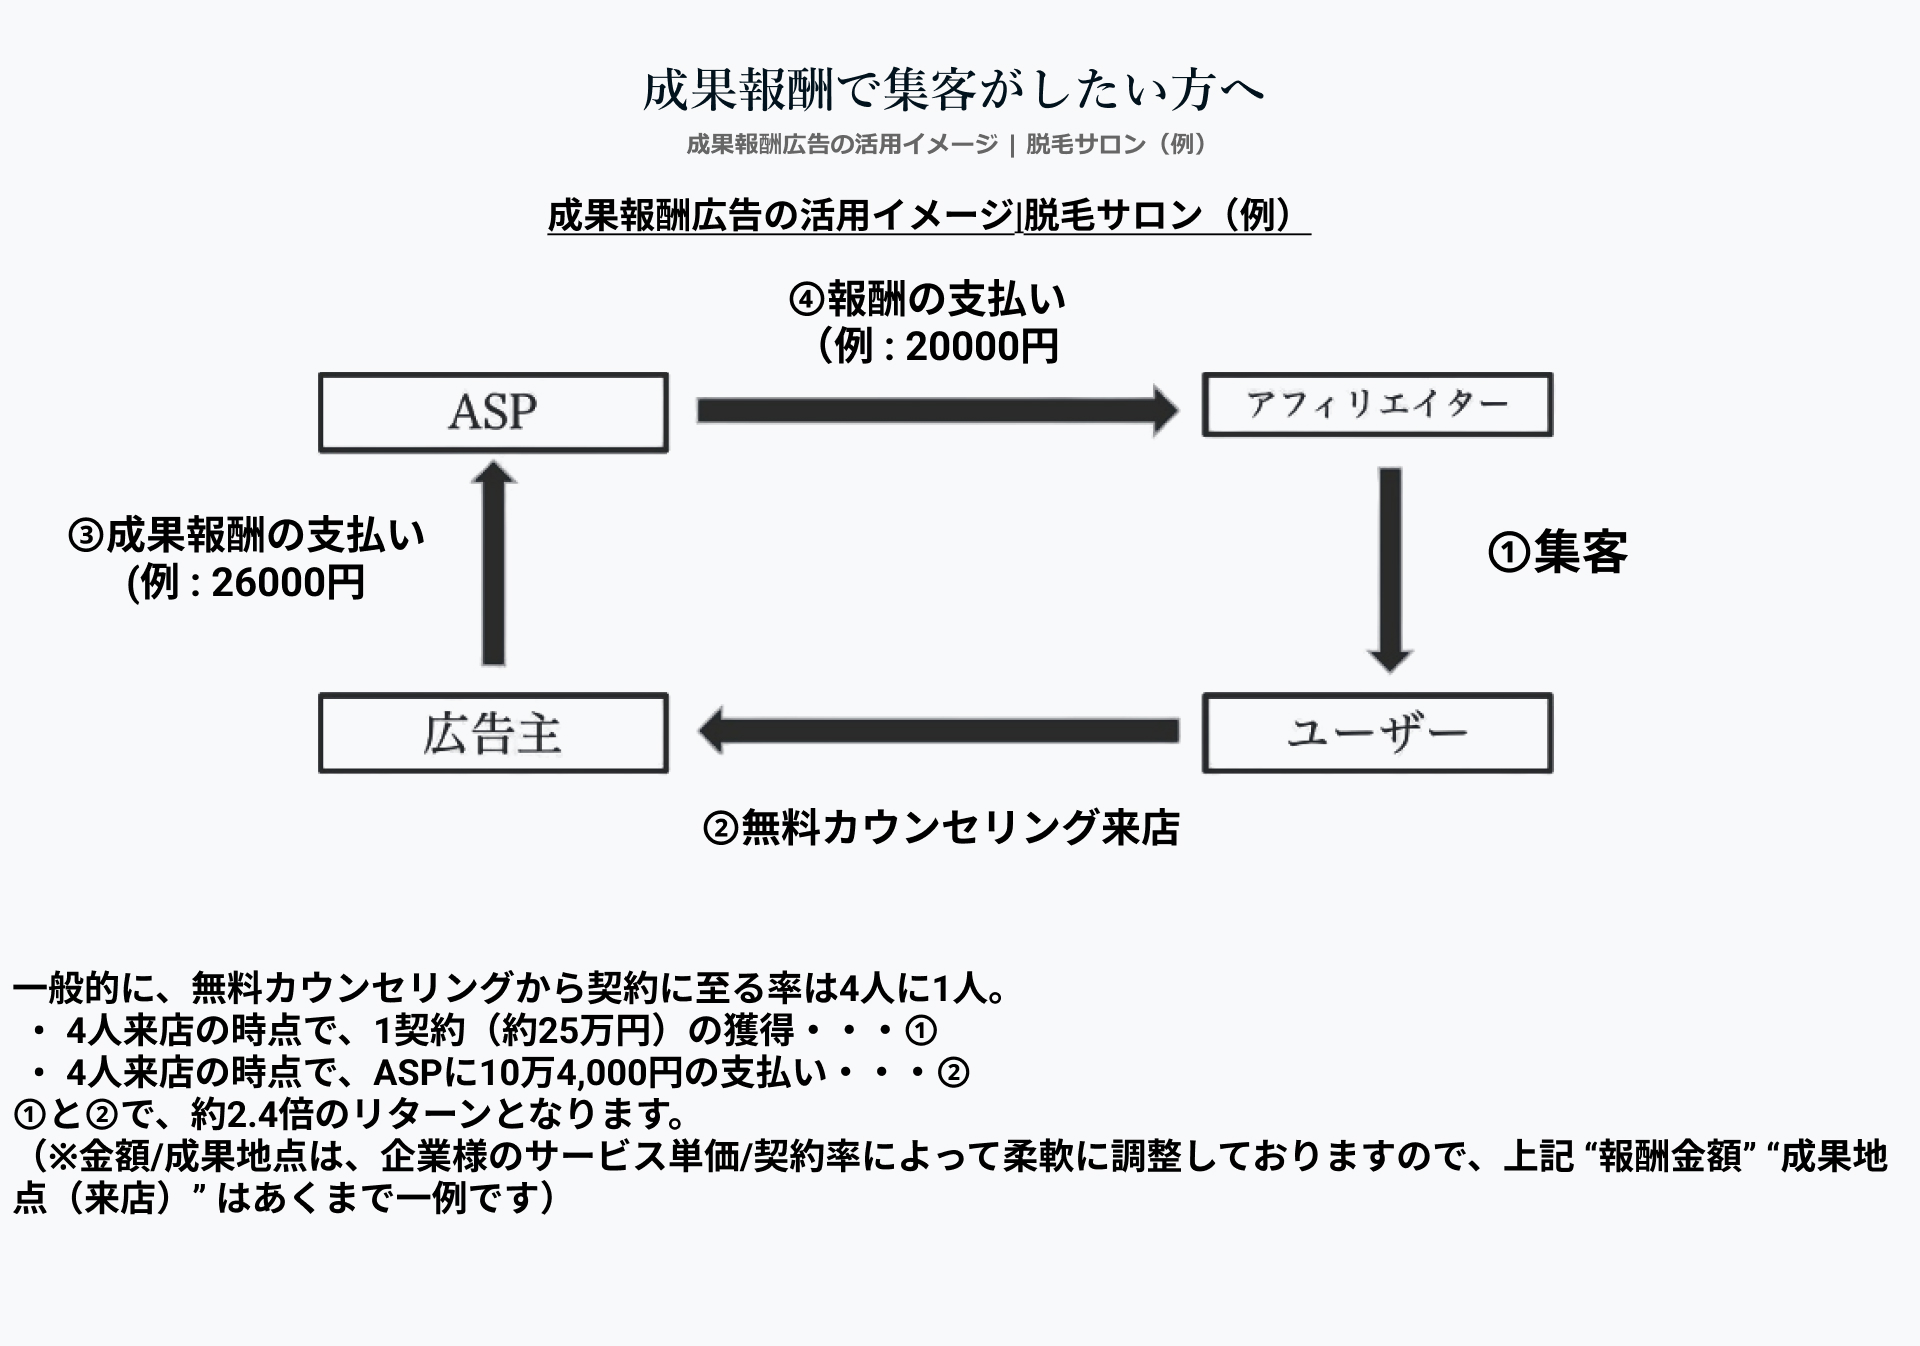 成果報酬で集客がしたい方へ
成果報酬広告の活用イメージ | 脱毛サロン（例）
成果報酬広告の活用イメージ|脱毛サロン（例）
④報酬の支払い
（例 : 20000円
ASP
アフィリエイター
③成果報酬の支払い
(例 : 26000円
①集客
広告主
ユーザー
②無料カウンセリング来店
一般的に、無料カウンセリングから契約に至る率は4人に1人。
・ 4人来店の時点で、1契約（約25万円）の獲得・・・①
・ 4人来店の時点で、ASPに10万4,000円の支払い・・・②
①と②で、約2.4倍のリターンとなります。
（※金額/成果地点は、企業様のサービス単価/契約率によって柔軟に調整しておりますので、上記 “報酬金額” “成果地
点（来店）” はあくまで一例です）